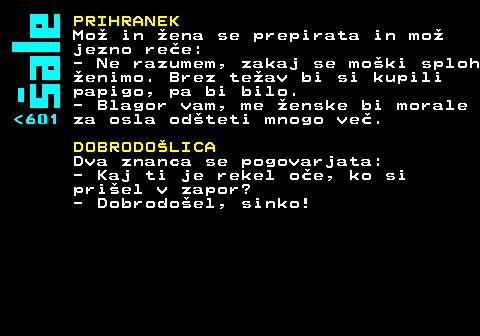 Šale
<601
PRIHRANEK
Mož in žena se prepirata in mož
jezno reče:
- Ne razumem, zakaj se moški sploh
ženimo. Brez težav bi si kupili
papigo, pa bi bilo.
- Blagor vam, me ženske bi morale
za osla odšteti mnogo več.
DOBRODOŠLICA
Dva znanca se pogovarjata:
- Kaj ti je rekel oče, ko si
prišel v zapor?
- Dobrodošel, sinko!